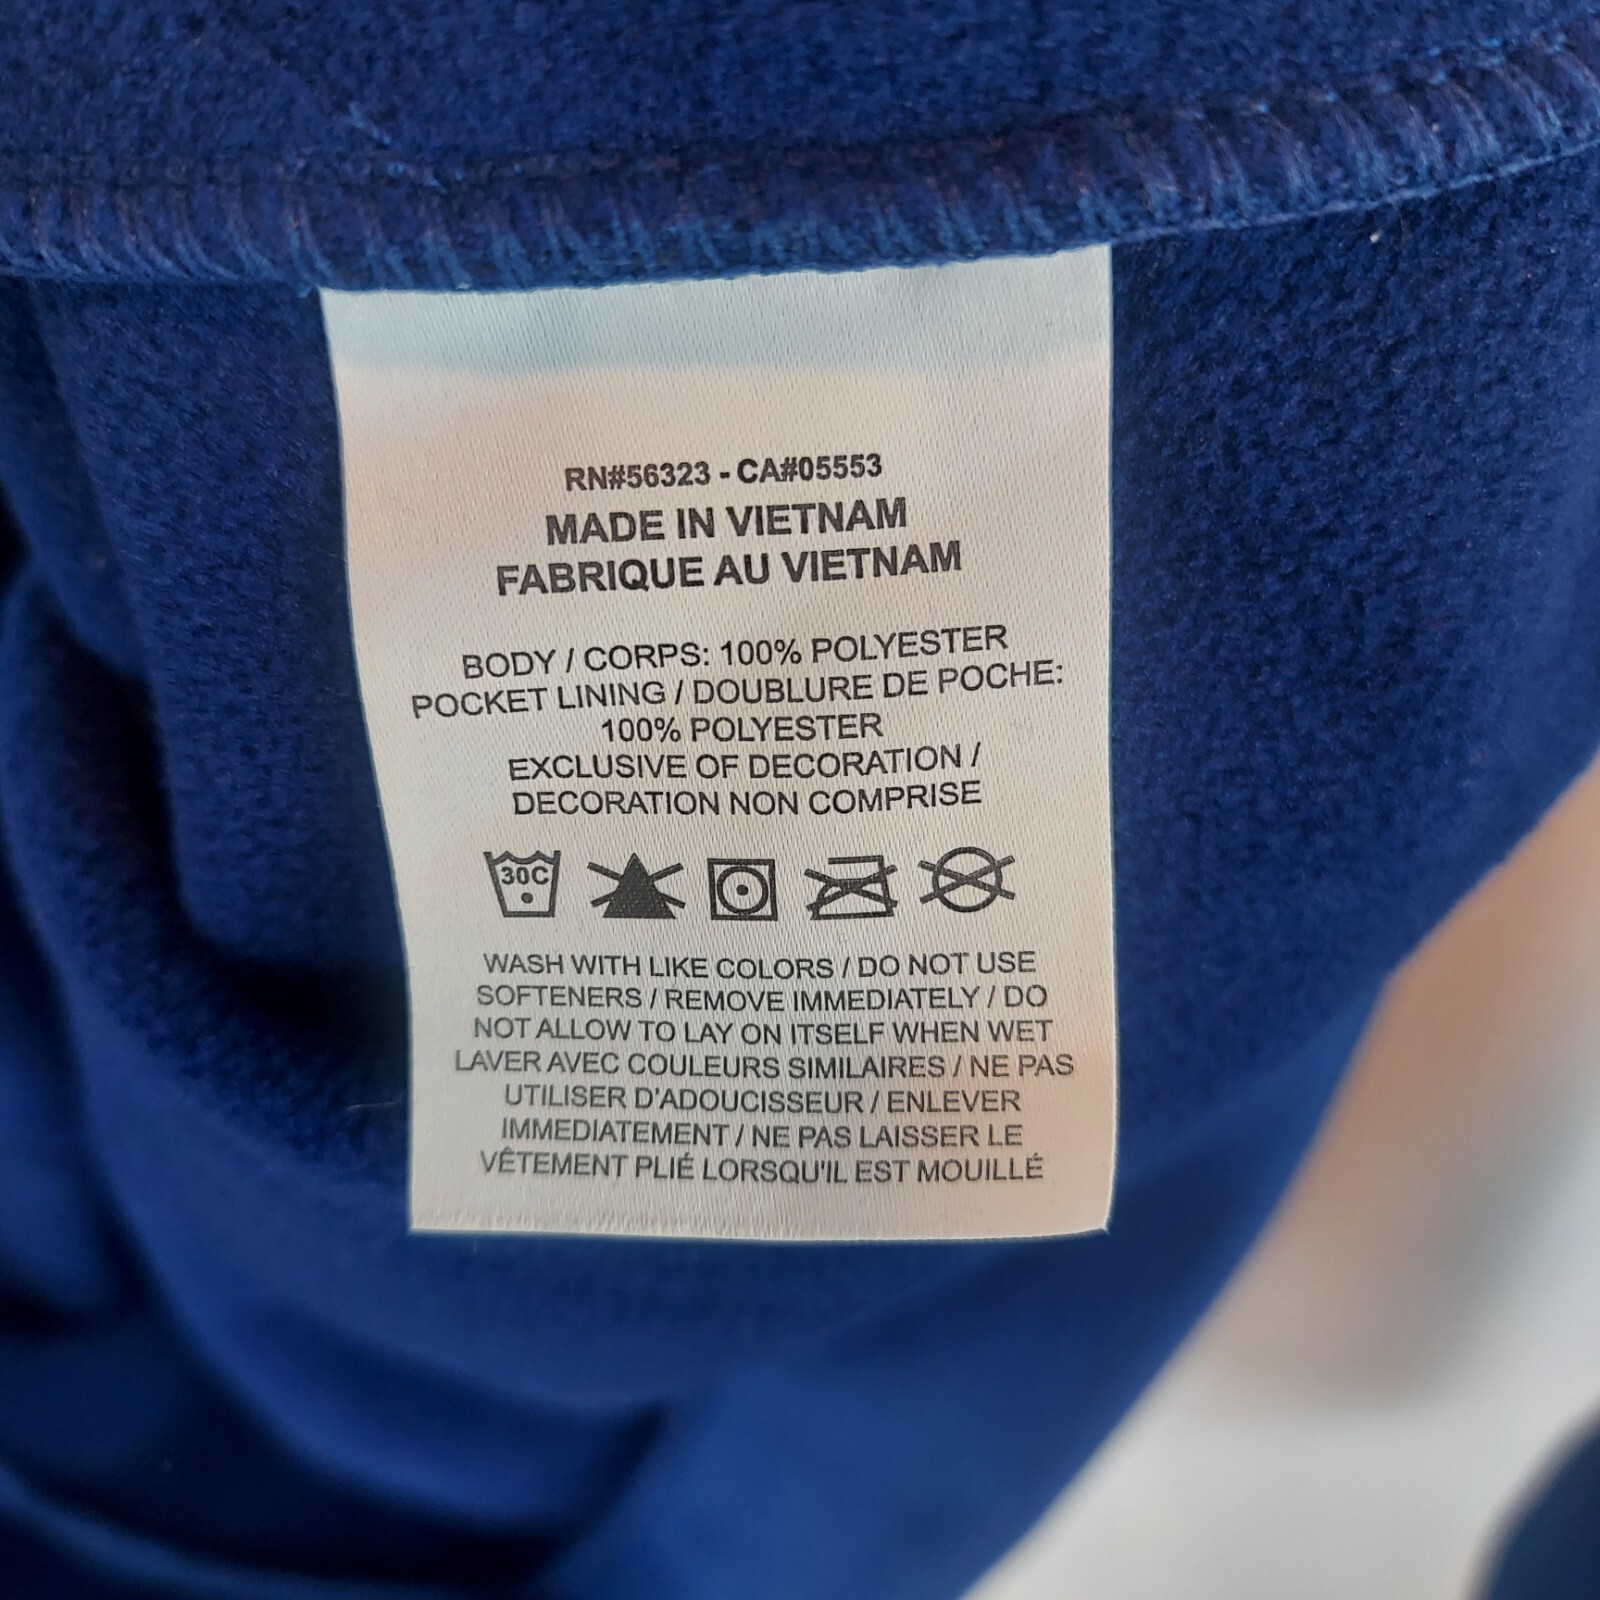 RN#56323 - CA#05553
MADE IN VIETNAM
FABRIQUE AU VIETNAM
BODY / CORPS: 100% POLYESTER
POCKET LINING / DOUBLURE DE POCHE:
100% POLYESTER
EXCLUSIVE OF DECORATION /
DECORATION NON COMPRISE
30C
WASH WITH LIKE COLORS / DO NOT USE
SOFTENERS / REMOVE IMMEDIATELY / DO
NOT ALLOW TO LAY ON ITSELF WHEN WET
LAVER AVEC COULEURS SIMILAIRES / NE PAS
UTILISER D'ADOUCISSEUR / ENLEVER
IMMEDIATEMENT / NE PAS LAISSER LE
VÊTEMENT PLIÉ LORSQU'IL EST MOUILLÉ